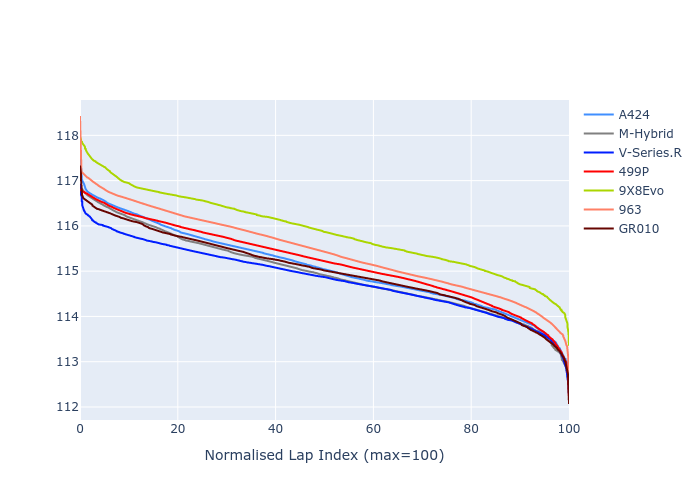 118
117
116
115
114
113
112
0 20 40 60 80 100
Normalised Lap Index (max=100)
A424
M-Hybrid
V-Series.R
499P
9X8Evo
963
GR010